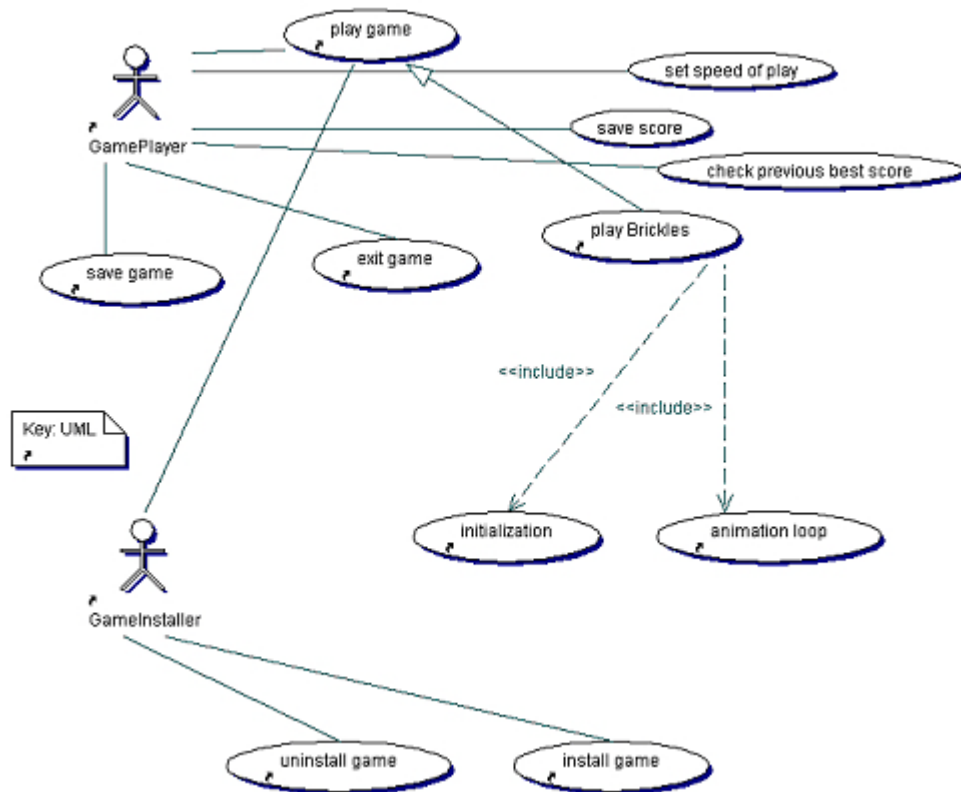 play game
set speed of play
save score
GamePlayer
check previous best score
play Brickles
exit game
save game
<<include>>
<<include>>
Key: UML
initialization
animation loop
GameInstaller
uninstall game
install game